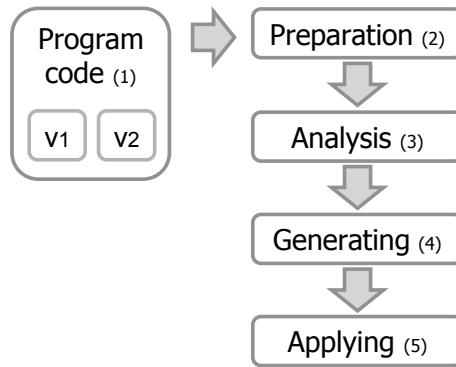 Program
code (1)
v1 v2
Preparation (2)
Analysis (3)
Generating (4)
Applying (5)